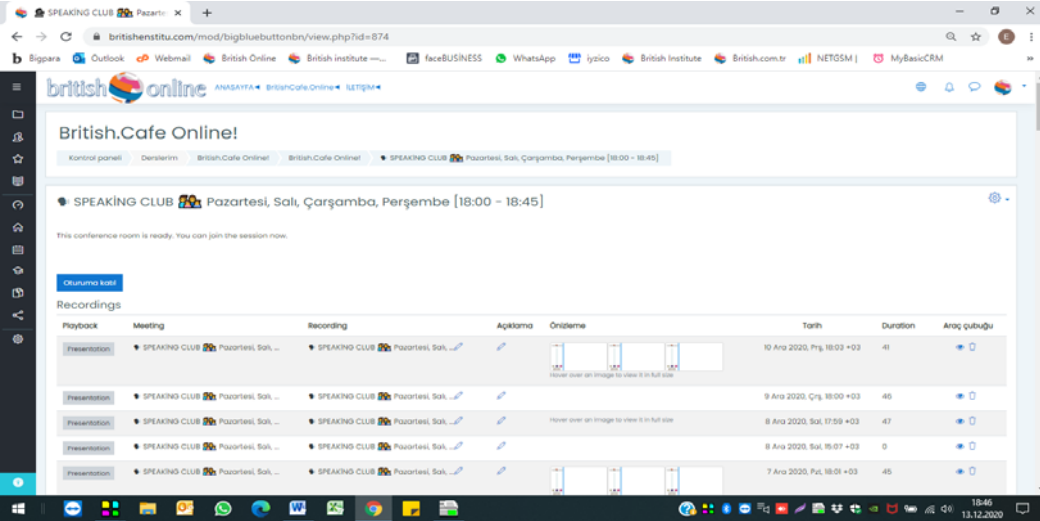 SPEAKİNG CLUB Pazarte
britishenstitu.com/mod/bigbluebuttonbn/view.php?id=874
E
Bigpara Outlook Webmail British Online British institute —... faceBUSİNESS WhatsApp iyzico British Institute British.com.tr NETGSM | MyBasicCRM
british online ANASAYFA BritishCafe.Online İLETİŞİM
British.Cafe Online!
Kontrol paneli Derslerim British.Cafe Online! British.Cafe Online! SPEAKİNG CLUB Pazartesi, Salı, Çarşamba, Perşembe [18:00 - 18:45]
SPEAKİNG CLUB Pazartesi, Salı, Çarşamba, Perşembe [18:00 - 18:45]
This conference room is ready. You can join the session now.
Oturuma katıl
Recordings
Playback Meeting Recording Açıklama Önizleme Tarih Duration Araç çubuğu
Presentation SPEAKİNG CLUB Pazartesi, Salı, ... SPEAKİNG CLUB Pazartesi, Salı, ... 10 Ara 2020, Prş, 18:03 +03 41
Hover over an image to view it in full size
Presentation SPEAKİNG CLUB Pazartesi, Salı, ... SPEAKİNG CLUB Pazartesi, Salı, ... 9 Ara 2020, Çrş, 18:00 +03 46
Presentation SPEAKİNG CLUB Pazartesi, Salı, ... SPEAKİNG CLUB Pazartesi, Salı, ... Hover over an image to view it in full size 8 Ara 2020, Sal, 17:59 +03 47
Presentation SPEAKİNG CLUB Pazartesi, Salı, ... SPEAKİNG CLUB Pazartesi, Salı, ... 8 Ara 2020, Sal, 15:07 +03 0
Presentation SPEAKİNG CLUB Pazartesi, Salı, ... SPEAKİNG CLUB Pazartesi, Salı, ... 7 Ara 2020, Pzt, 18:01 +03 45
18:46
13.12.2020